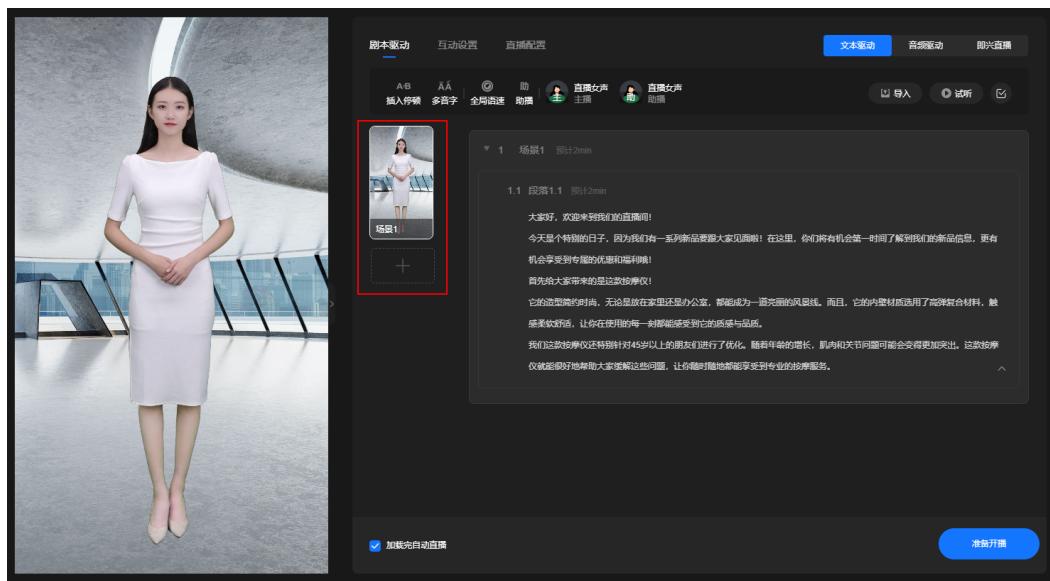 剧本驱动 互动设置 直播配置 文本驱动 音频驱动 即兴直播
A·B ÄÁ 助 直播女声 直播女声
插入停顿 多音字 全局语速 助播 主 主播 助 助播 导入 试听
1 场景1 预计2min
1.1 段落1.1 预计2min
大家好，欢迎来到我们的直播间！
今天是个特别的日子，因为我们有一系列新品要跟大家见面啦！在这里，你们将有机会第一时间了解到我们的新品信息，更有
机会享受到专属的优惠和福利哦！
首先给大家带来的是这款按摩仪！
它的造型简约时尚，无论是放在家里还是办公室，都能成为一道亮丽的风景线。而且，它的内壁材质选用了高弹复合材料，触
感柔软舒适，让你在使用的每一刻都能感受到它的质感与品质。
我们这款按摩仪还特别针对45岁以上的朋友们进行了优化。随着年龄的增长，肌肉和关节问题可能会变得更加突出。这款按摩
仪就能很好地帮助大家缓解这些问题，让你随时随地都能享受到专业的按摩服务。
场景1
加载完自动直播
准备开播